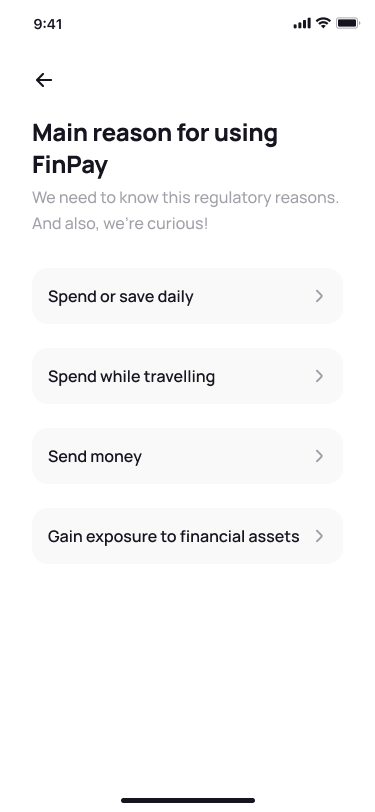 9:41
Main reason for using
FinPay
We need to know this regulatory reasons.
And also, we're curious!
Spend or save daily
Spend while travelling
Send money
Gain exposure to financial assets